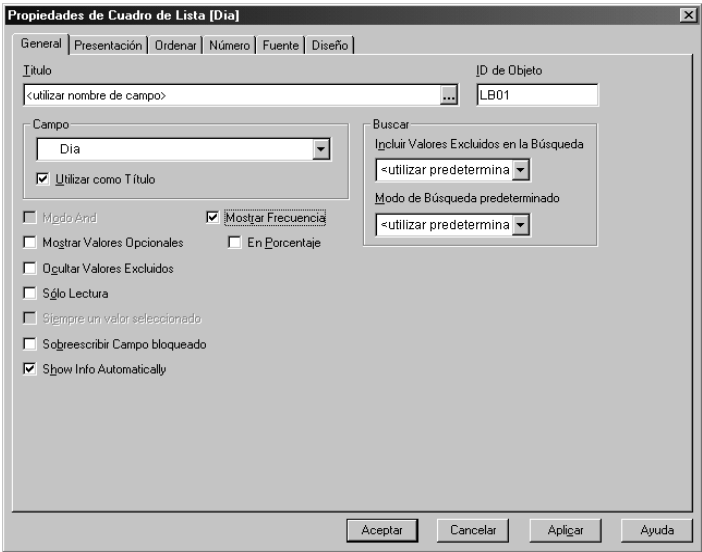 Propiedades de Cuadro de Lista [Dia]
General Presentación Ordenar Número Fuente Diseño
Título
ID de Objeto
<utilizar nombre de campo>
...
LB01
Campo
Buscar
Dia
Incluir Valores Excluidos en la Búsqueda
<utilizar predetermina
Utilizar como Título
Modo de Búsqueda predeterminado
<utilizar predetermina
Modo And
Mostrar Frecuencia
Mostrar Valores Opcionales
En Porcentaje
Ocultar Valores Excluidos
Sólo Lectura
Siempre un valor seleccionado
Sobreescribir Campo bloqueado
Show Info Automatically
Aceptar Cancelar Aplicar Ayuda